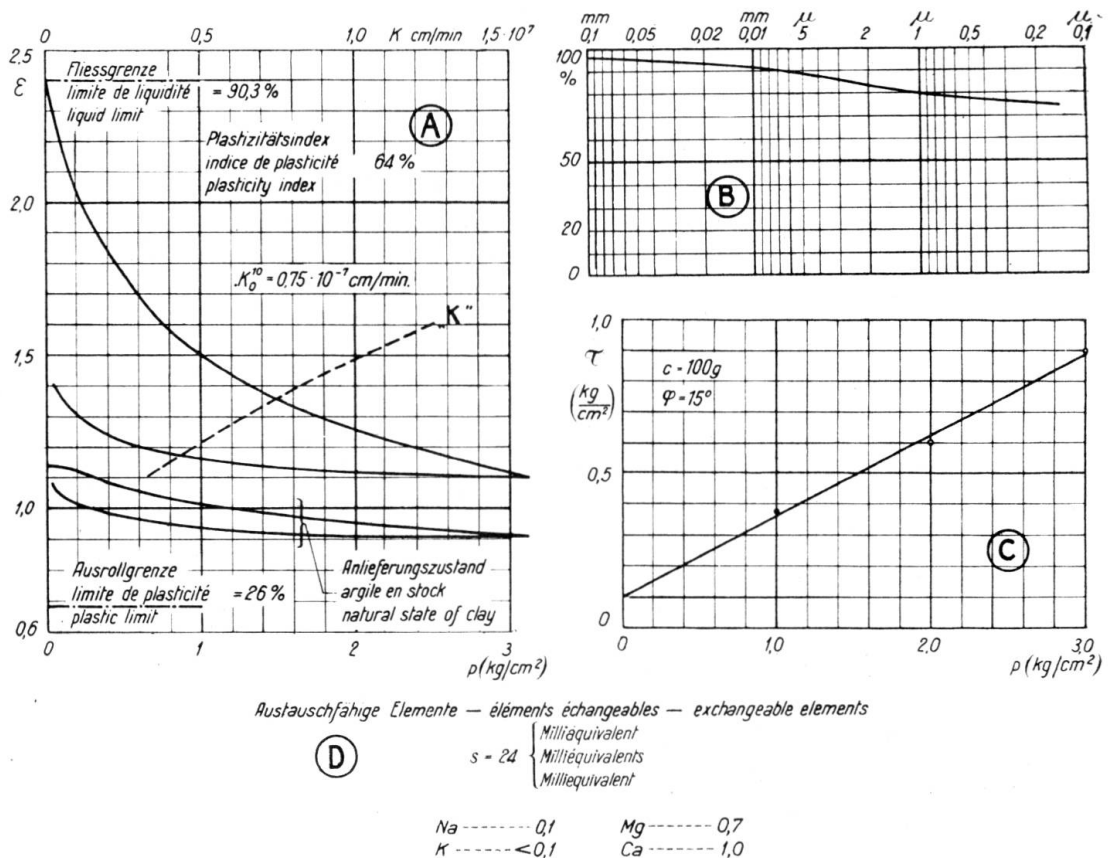 0 0,5 1,0 K cm/min 1,5·10⁷
2,5
ε
2,0
1,5
1,0
0,6
Fliessgrenze
limite de liquidité = 90,3 %
liquid limit
A
Plastizitätsindex
indice de plasticité 64 %
plasticity index
K₀¹⁰ = 0,75 · 10⁻⁷ cm/min.
„K"
Ausrollgrenze
limite de plasticité = 26 %
plastic limit
Anlieferungszustand
argile en stock
natural state of clay
0 1 2 3
p (kg/cm²)
mm mm μ μ μ
0,1 0,05 0,02 0,01 5 2 1 0,5 0,2 0,1
100
%
50
20
0
B
1,0
τ
(kg/cm²)
0,5
0
c = 100g
φ = 15°
C
0 1,0 2,0 3,0
p (kg/cm²)
Austauschfähige Elemente — éléments échangeables — exchangeable elements
D
s = 24
Milliäquivalent
Milliéquivalents
Milliequivalent
Na -------- 0,1 Mg -------- 0,7
K -------- < 0,1 Ca -------- 1,0